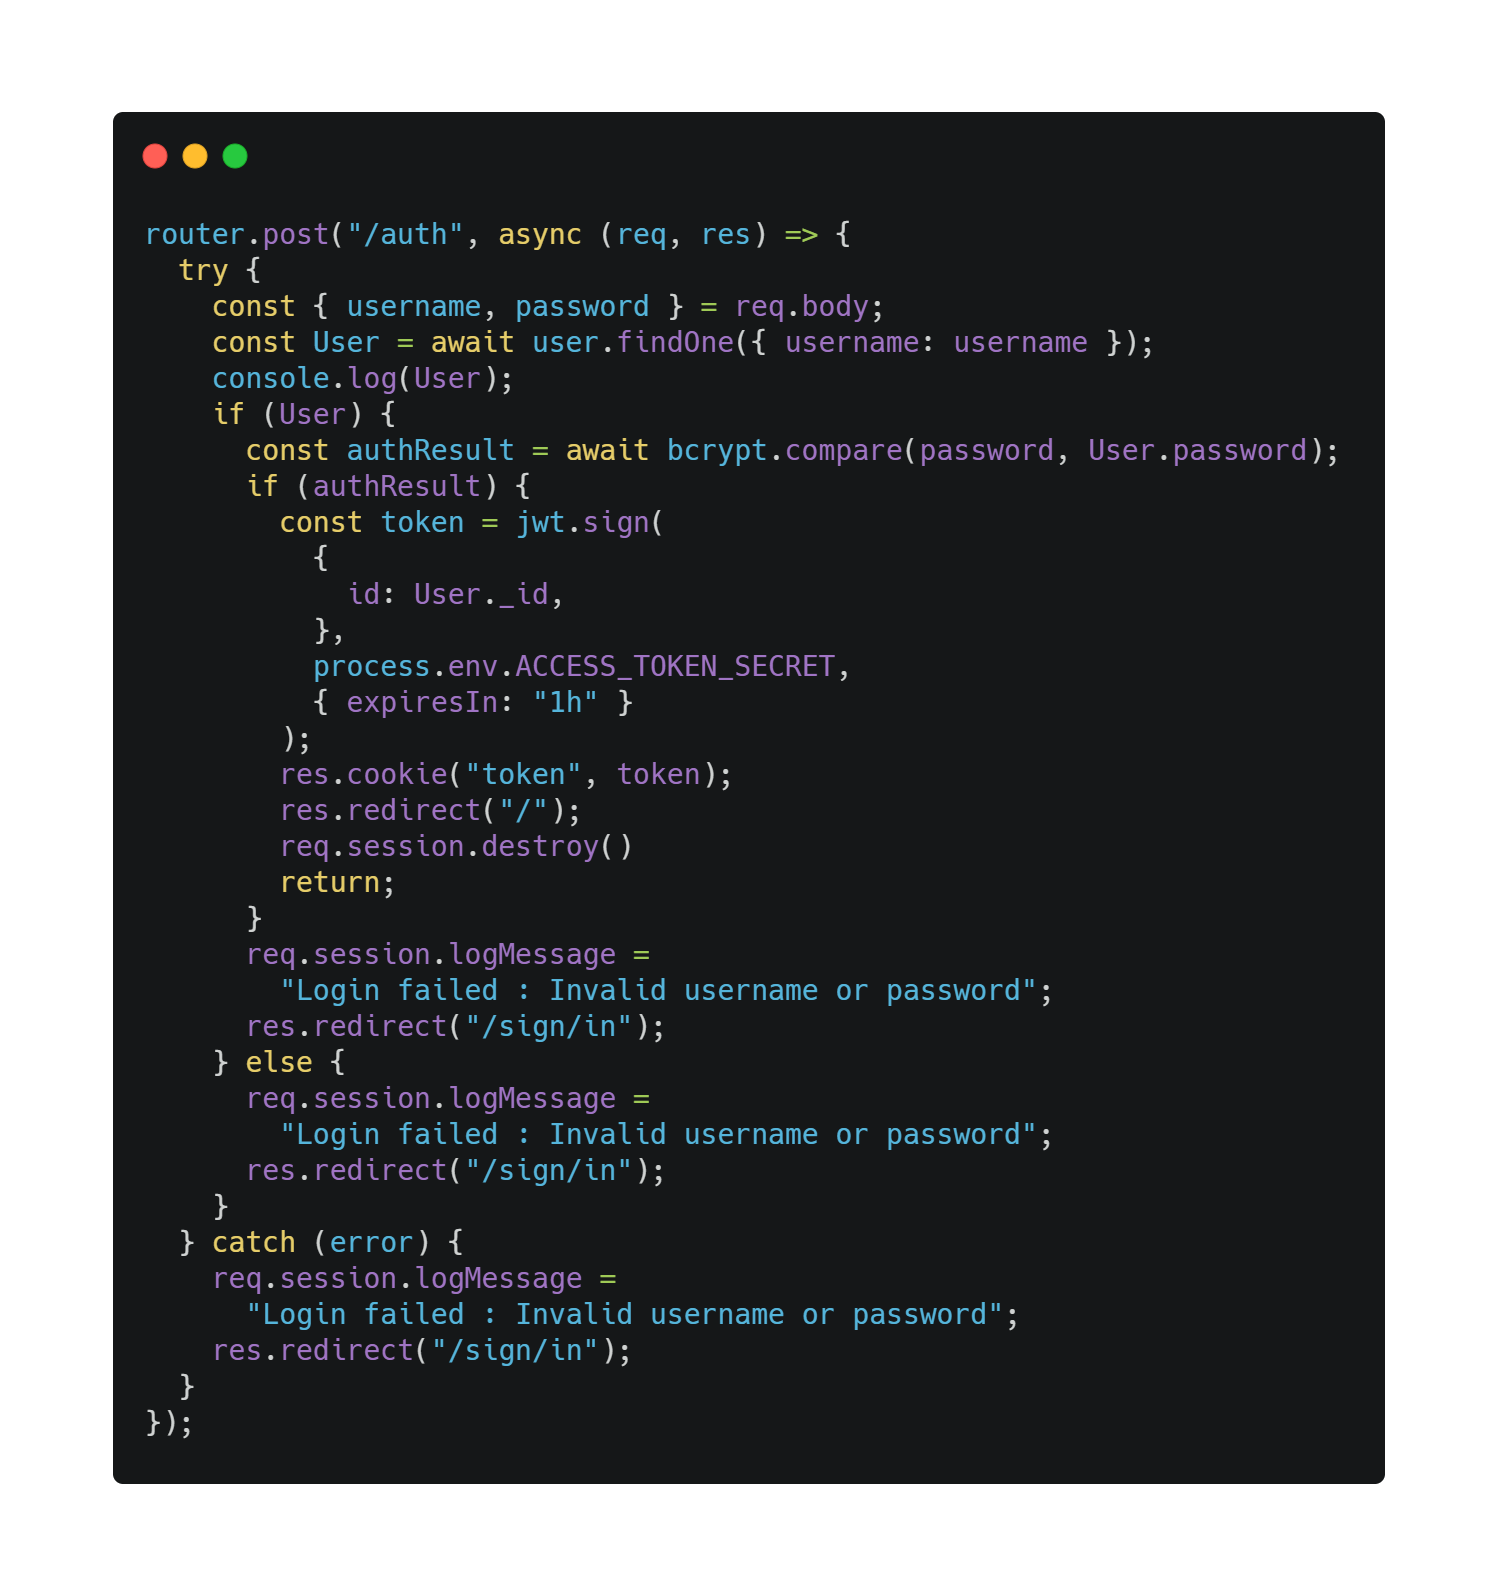 router.post("/auth", async (req, res) => {
  try {
    const { username, password } = req.body;
    const User = await user.findOne({ username: username });
    console.log(User);
    if (User) {
      const authResult = await bcrypt.compare(password, User.password);
      if (authResult) {
        const token = jwt.sign(
          {
            id: User._id,
          },
          process.env.ACCESS_TOKEN_SECRET,
          { expiresIn: "1h" }
        );
        res.cookie("token", token);
        res.redirect("/");
        req.session.destroy()
        return;
      }
      req.session.logMessage =
        "Login failed : Invalid username or password";
      res.redirect("/sign/in");
    } else {
      req.session.logMessage =
        "Login failed : Invalid username or password";
      res.redirect("/sign/in");
    }
  } catch (error) {
    req.session.logMessage =
      "Login failed : Invalid username or password";
    res.redirect("/sign/in");
  }
});